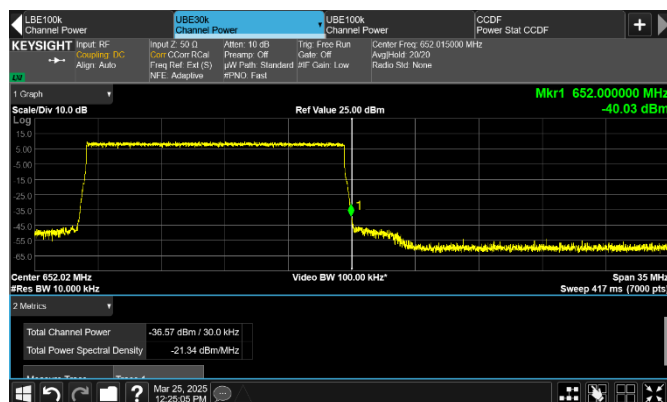 LBE100k
Channel Power
UBE30k
Channel Power
UBE100k
Channel Power
CCDF
Power Stat CCDF
KEYSIGHT
Input: RF
Coupling: DC
Align: Auto
Input Z: 50 Ω
Corr CCorr RCal
Freq Ref: Ext (S)
NFE: Adaptive
Atten: 10 dB
Preamp: Off
µW Path: Standard
#PNO: Fast
Trig: Free Run
Gate: Off
#IF Gain: Low
Center Freq: 652.015000 MHz
Avg|Hold: 20/20
Radio Std: None
1 Graph
Mkr1 652.000000 MHz
-40.03 dBm
Scale/Div 10.0 dB
Ref Value 25.00 dBm
Log
15.0
5.00
-5.00
-15.0
-25.0
-35.0
-45.0
-55.0
-65.0
1
Center 652.02 MHz
Video BW 100.00 kHz*
Span 35 MHz
#Res BW 10.000 kHz
Sweep 417 ms (7000 pts)
2 Metrics
Total Channel Power
-36.57 dBm / 30.0 kHz
Total Power Spectral Density
-21.34 dBm/MHz
Mar 25, 2025
12:25:05 PM